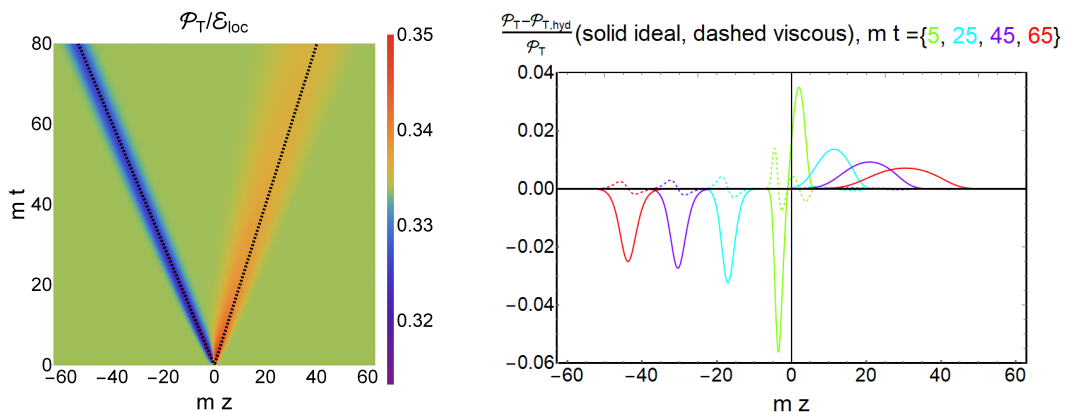 𝒫T/ℰloc
80
60
40
20
0
m t
−60 −40 −20 0 20 40 60
m z
0.35
0.34
0.33
0.32
𝒫T−𝒫T,hyd
𝒫T
(solid ideal, dashed viscous), m t ={5, 25, 45, 65}
0.04
0.02
0.00
−0.02
−0.04
−0.06
−60 −40 −20 0 20 40 60
m z